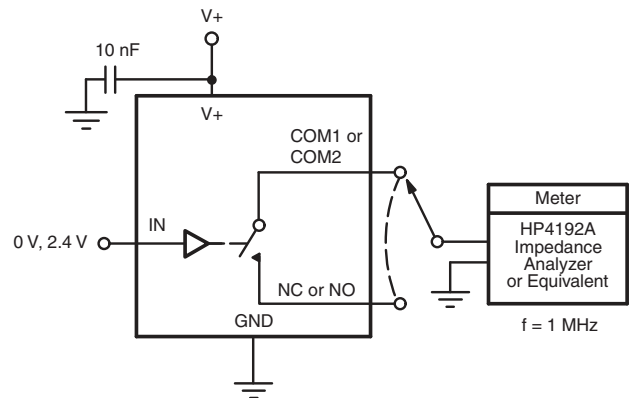 V+
10 nF
V+
COM1 or
COM2
Meter
IN
HP4192A
Impedance
Analyzer
or Equivalent
0 V, 2.4 V
NC or NO
GND
f = 1 MHz